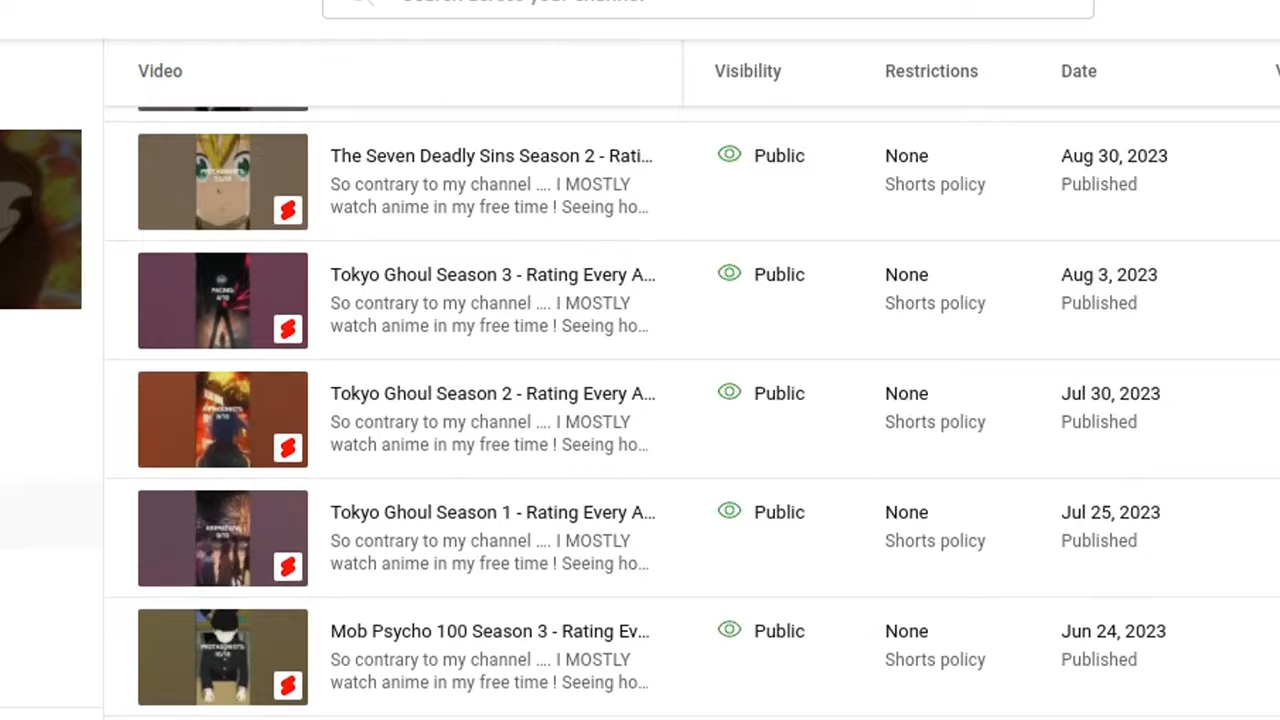 Video Visibility Restrictions Date
The Seven Deadly Sins Season 2 - Rati... Public None Aug 30, 2023
So contrary to my channel .... I MOSTLY Shorts policy Published
watch anime in my free time ! Seeing ho...
Tokyo Ghoul Season 3 - Rating Every A... Public None Aug 3, 2023
PACING:
So contrary to my channel .... I MOSTLY Shorts policy Published
watch anime in my free time ! Seeing ho...
Tokyo Ghoul Season 2 - Rating Every A... Public None Jul 30, 2023
So contrary to my channel .... I MOSTLY Shorts policy Published
watch anime in my free time ! Seeing ho...
Tokyo Ghoul Season 1 - Rating Every A... Public None Jul 25, 2023
So contrary to my channel .... I MOSTLY Shorts policy Published
watch anime in my free time ! Seeing ho...
Mob Psycho 100 Season 3 - Rating Ev... Public None Jun 24, 2023
So contrary to my channel .... I MOSTLY Shorts policy Published
watch anime in my free time ! Seeing ho...